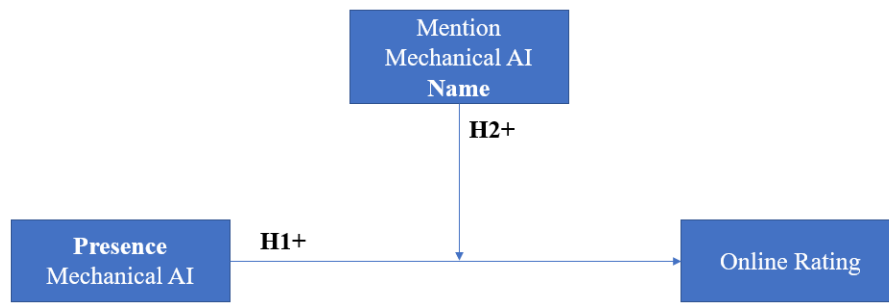 Mention
Mechanical AI
Name
H2+
H1+
Presence
Mechanical AI
Online Rating